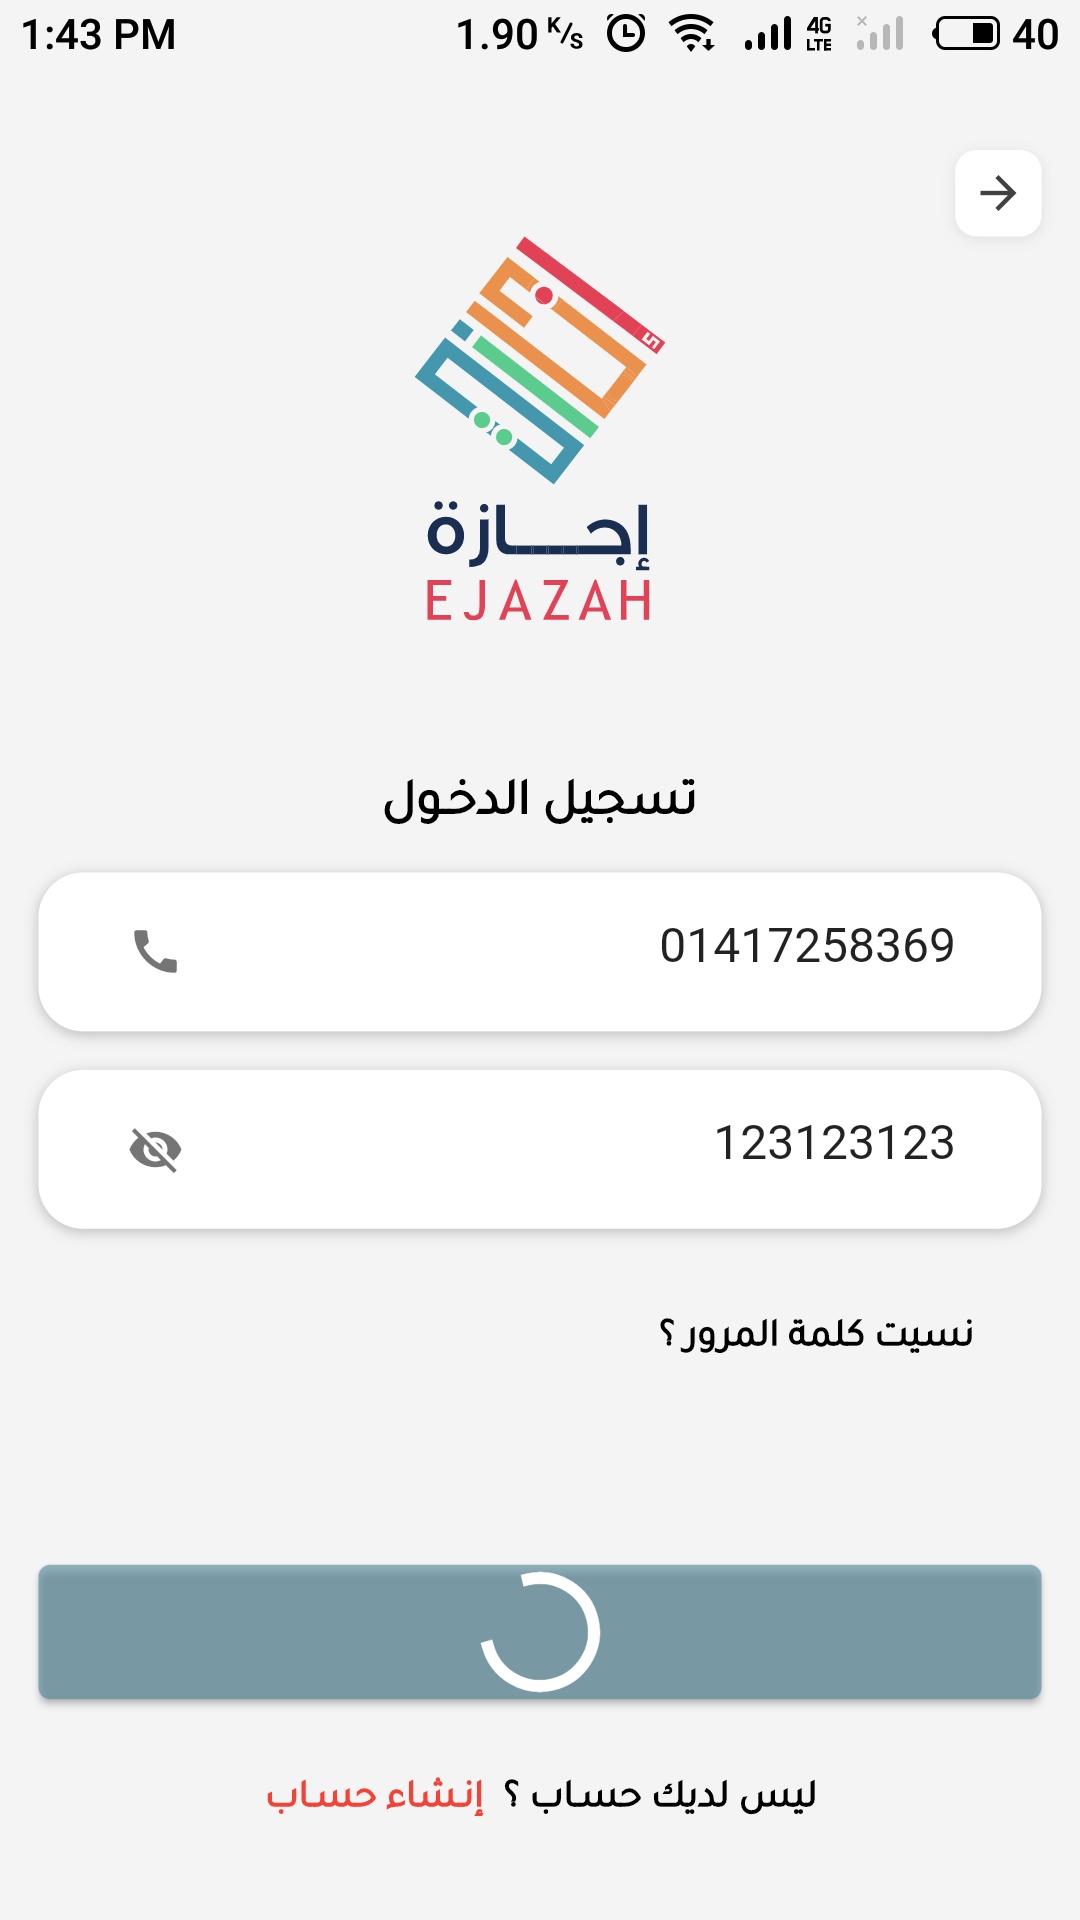 1:43 PM 1.90 K/s 4G LTE 40
إجازة
EJAZAH
تسجيل الدخول
01417258369
123123123
نسيت كلمة المرور ؟
ليس لديك حساب ؟ إنشاء حساب